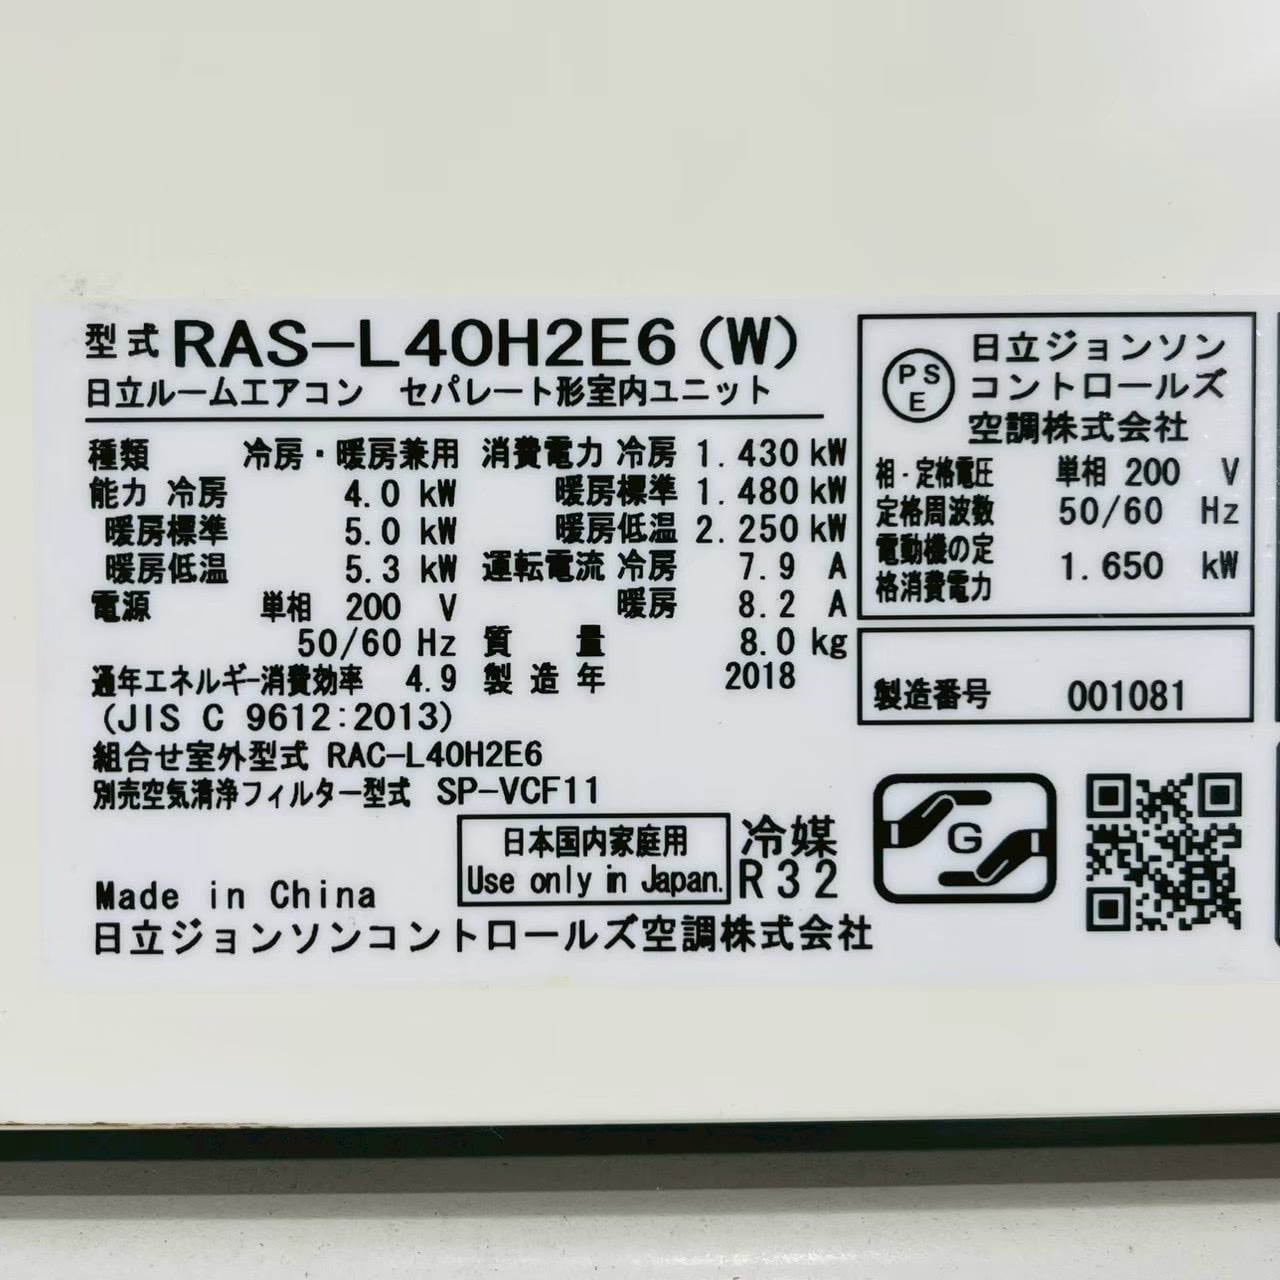 型式 RAS-L40H2E6(W)
日立ルームエアコン セパレート形室内ユニット
種類 冷房・暖房兼用
能力 冷房 4.0 kW
暖房標準 5.0 kW
暖房低温 5.3 kW
電源 単相 200 V
50/60 Hz
通年エネルギー消費効率 4.9
(JIS C 9612:2013)
消費電力 冷房 1.430 kW
暖房標準 1.480 kW
暖房低温 2.250 kW
運転電流 冷房 7.9 A
暖房 8.2 A
質量 8.0 kg
製造年 2018
組合せ室外型式 RAC-L40H2E6
別売空気清浄フィルター型式 SP-VCF11
日本国内家庭用
Use only in Japan.
冷媒
R32
Made in China
日立ジョンソンコントロールズ空調株式会社
PS
E
日立ジョンソン
コントロールズ
空調株式会社
相・定格電圧 単相 200 V
定格周波数 50/60 Hz
電動機の定
格消費電力 1.650 kW
製造番号 001081
G